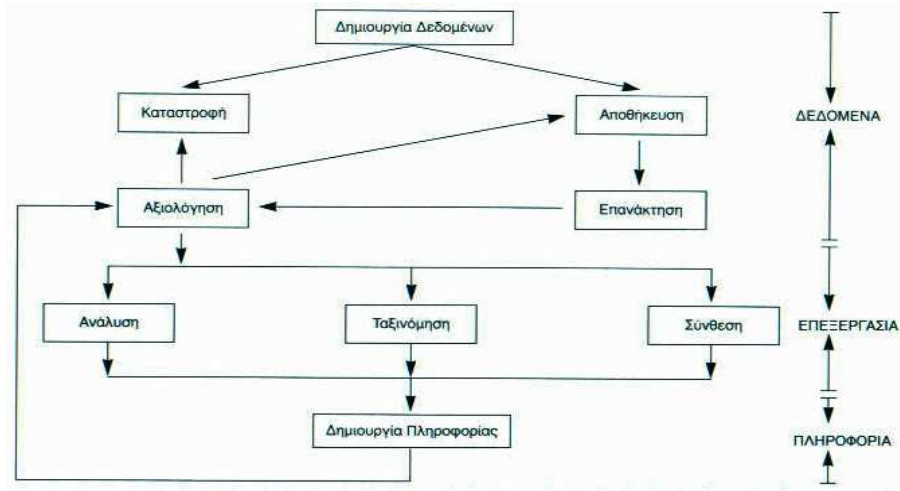 Δημιουργία Δεδομένων
Καταστροφή
Αποθήκευση
ΔΕΔΟΜΕΝΑ
Αξιολόγηση
Επανάκτηση
Ανάλυση
Ταξινόμηση
Σύνθεση
ΕΠΕΞΕΡΓΑΣΙΑ
Δημιουργία Πληροφορίας
ΠΛΗΡΟΦΟΡΙΑ